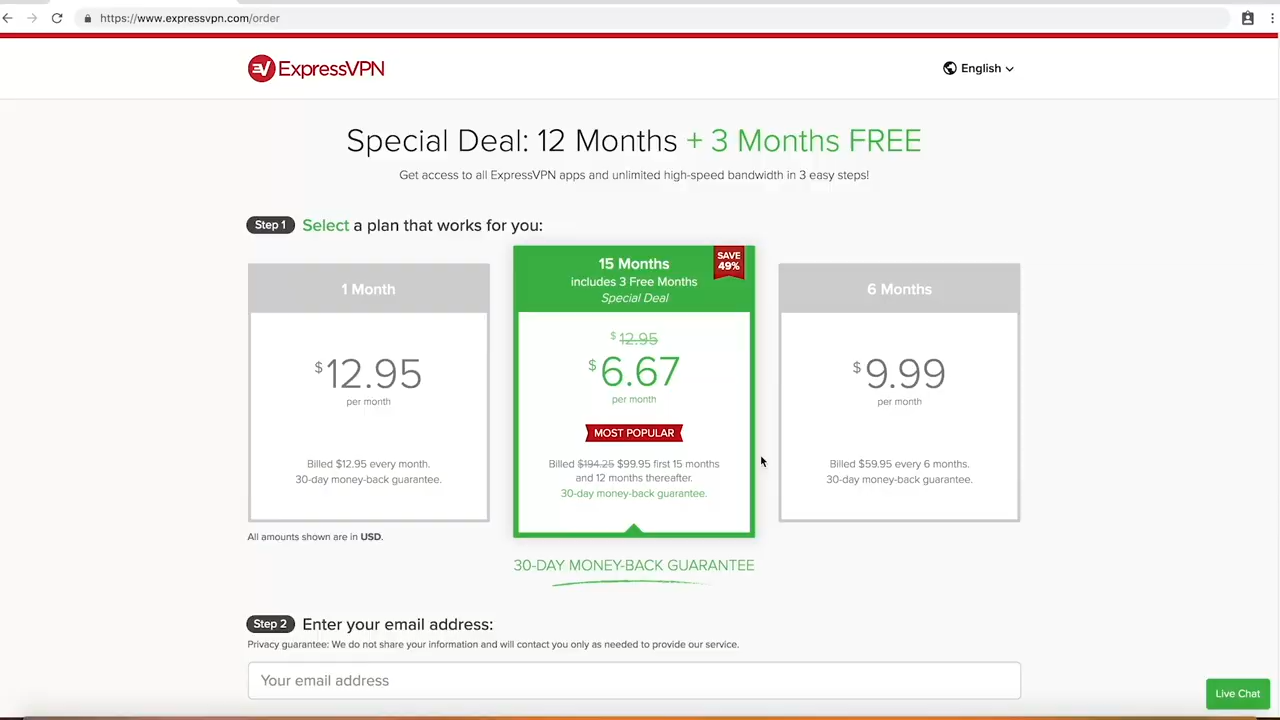 https://www.expressvpn.com/order
ExpressVPN
English
Special Deal: 12 Months + 3 Months FREE
Get access to all ExpressVPN apps and unlimited high-speed bandwidth in 3 easy steps!
Step 1 Select a plan that works for you:
1 Month
$12.95
per month
Billed $12.95 every month.
30-day money-back guarantee.
15 Months
includes 3 Free Months
Special Deal
SAVE
49%
$12.95
$6.67
per month
MOST POPULAR
Billed $194.25 $99.95 first 15 months
and 12 months thereafter.
30-day money-back guarantee.
6 Months
$9.99
per month
Billed $59.95 every 6 months.
30-day money-back guarantee.
All amounts shown are in USD.
30-DAY MONEY-BACK GUARANTEE
Step 2 Enter your email address:
Privacy guarantee: We do not share your information and will contact you only as needed to provide our service.
Your email address
Live Chat